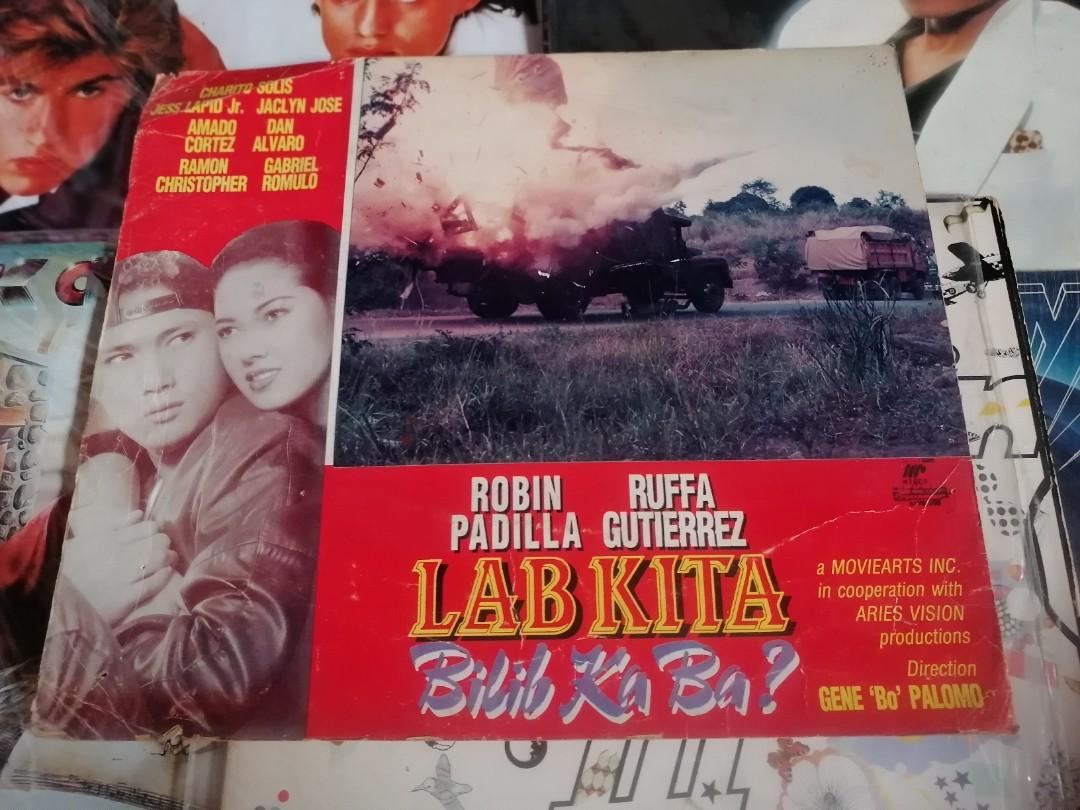 CHARITO SOLIS
JESS LAPID Jr. JACLYN JOSE
AMADO CORTEZ
DAN ALVARO
RAMON CHRISTOPHER
GABRIEL ROMULO
ROBIN PADILLA
RUFFA GUTIERREZ
LAB KITA
Bilib Ka Ba?
a MOVIEARTS INC.
in cooperation with
ARIES VISION
productions
Direction
GENE 'Bo' PALOMO